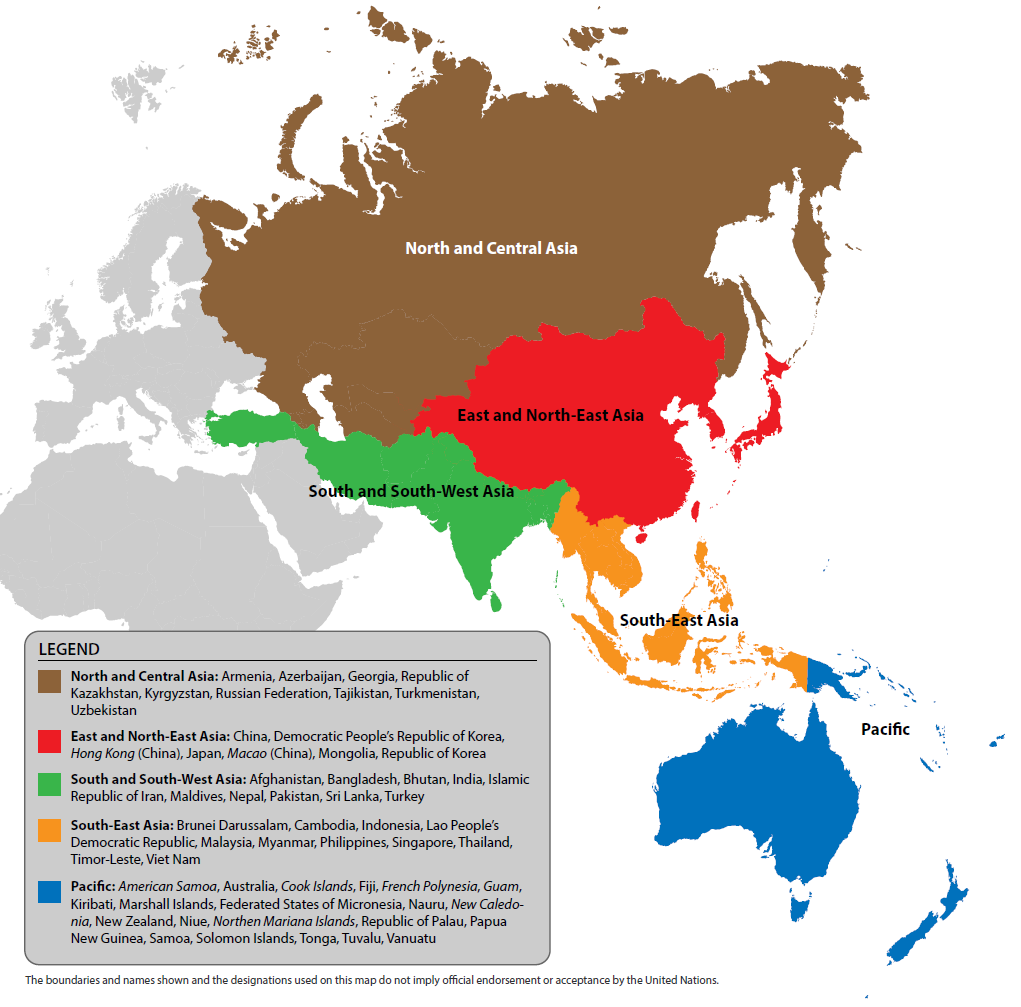 North and Central Asia
East and North-East Asia
South and South-West Asia
South-East Asia
Pacific
LEGEND
North and Central Asia: Armenia, Azerbaijan, Georgia, Republic of
Kazakhstan, Kyrgyzstan, Russian Federation, Tajikistan, Turkmenistan,
Uzbekistan
East and North-East Asia: China, Democratic People's Republic of Korea,
Hong Kong (China), Japan, Macao (China), Mongolia, Republic of Korea
South and South-West Asia: Afghanistan, Bangladesh, Bhutan, India, Islamic
Republic of Iran, Maldives, Nepal, Pakistan, Sri Lanka, Turkey
South-East Asia: Brunei Darussalam, Cambodia, Indonesia, Lao People's
Democratic Republic, Malaysia, Myanmar, Philippines, Singapore, Thailand,
Timor-Leste, Viet Nam
Pacific: American Samoa, Australia, Cook Islands, Fiji, French Polynesia, Guam,
Kiribati, Marshall Islands, Federated States of Micronesia, Nauru, New Caledo-
nia, New Zealand, Niue, Northen Mariana Islands, Republic of Palau, Papua
New Guinea, Samoa, Solomon Islands, Tonga, Tuvalu, Vanuatu
The boundaries and names shown and the designations used on this map do not imply official endorsement or acceptance by the United Nations.